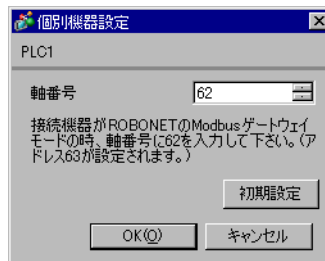 個別機器設定
PLC1
軸番号 62
接続機器がROBONETのModbusゲートウェイ
モードの時、軸番号に62を入力して下さい。(ア
ドレス63が設定されます。)
初期設定
OK(O) キャンセル